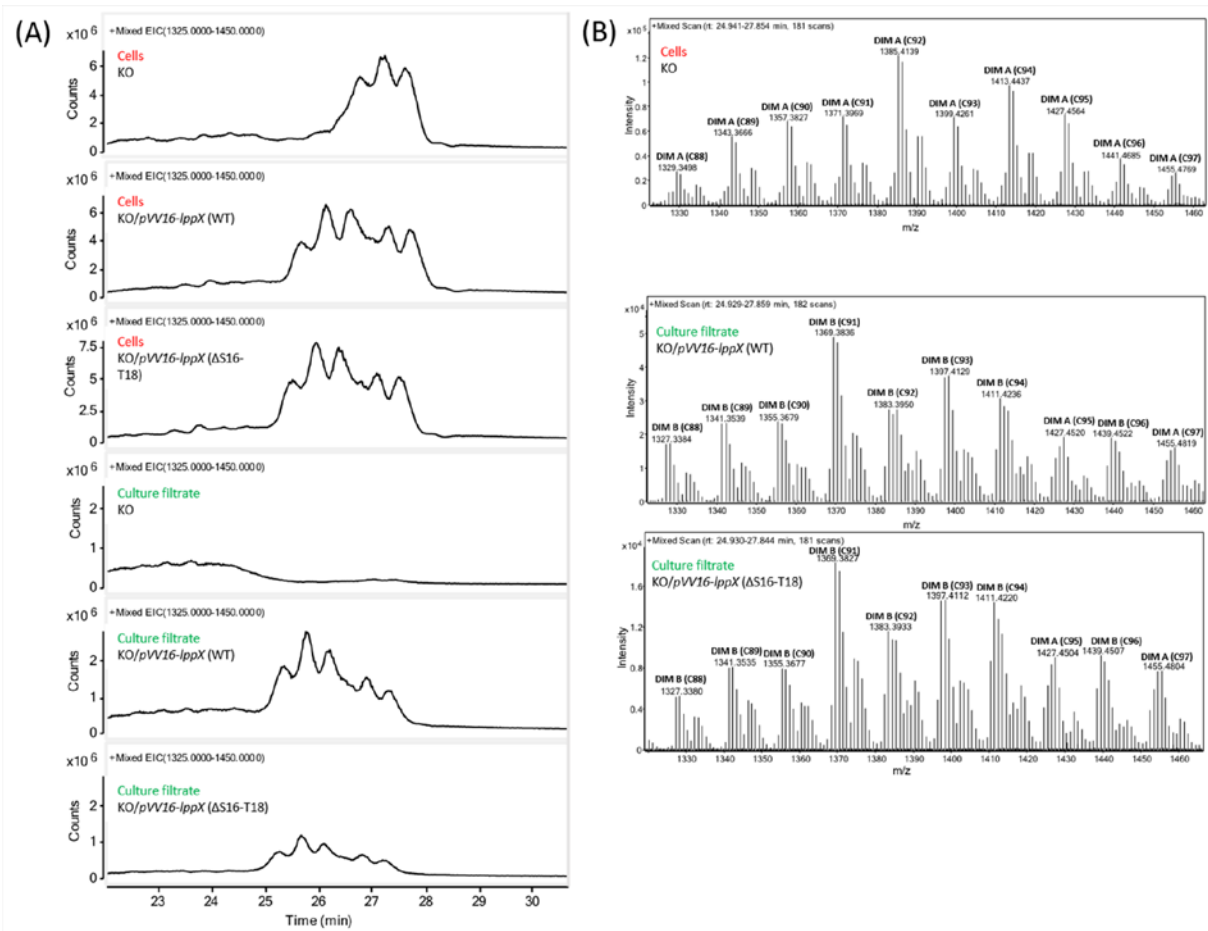 (A)
x10 6
+Mixed EIC(1325.0000-1450.0000)
Cells
KO
Counts
6
4
2
0
x10 6
+Mixed EIC(1325.0000-1450.0000)
Cells
KO/pVV16-lppX (WT)
Counts
6
4
2
0
x10 6
+Mixed EIC(1325.0000-1450.0000)
Cells
KO/pVV16-lppX (ΔS16-
T18)
Counts
7.5
5
2.5
0
x10 6
+Mixed EIC(1325.0000-1450.0000)
Culture filtrate
KO
Counts
2
1
0
x10 6
+Mixed EIC(1325.0000-1450.0000)
Culture filtrate
KO/pVV16-lppX (WT)
Counts
2
1
0
x10 6
+Mixed EIC(1325.0000-1450.0000)
Culture filtrate
KO/pVV16-lppX (ΔS16-T18)
Counts
2
1
0
23 24 25 26 27 28 29 30
Time (min)
(B)
x10 5
+Mixed Scan (rt: 24.941-27.854 min, 181 scans)
Cells
KO
Intensity
1.2
1
0.8
0.6
0.4
0.2
0
DIM A (C88)
1329.3498
DIM A (C89)
1343.3666
DIM A (C90)
1357.3827
DIM A (C91)
1371.3969
DIM A (C92)
1385.4139
DIM A (C93)
1399.4261
DIM A (C94)
1413.4437
DIM A (C95)
1427.4564
DIM A (C96)
1441.4685
DIM A (C97)
1455.4769
1330 1340 1350 1360 1370 1380 1390 1400 1410 1420 1430 1440 1450 1460
m/z
x10 4
+Mixed Scan (rt: 24.929-27.859 min, 182 scans)
Culture filtrate
KO/pVV16-lppX (WT)
Intensity
5
4
3
2
1
0
DIM B (C88)
1327.3384
DIM B (C89)
1341.3539
DIM B (C90)
1355.3679
DIM B (C91)
1369.3836
DIM B (C92)
1383.3950
DIM B (C93)
1397.4120
DIM B (C94)
1411.4236
DIM A (C95)
1427.4520
DIM B (C96)
1439.4522
DIM A (C97)
1455.4819
1330 1340 1350 1360 1370 1380 1390 1400 1410 1420 1430 1440 1450 1460
m/z
x10 4
+Mixed Scan (rt: 24.930-27.844 min, 181 scans)
Culture filtrate
KO/pVV16-lppX (ΔS16-T18)
Intensity
1.6
1.2
0.8
0.4
0
DIM B (C88)
1327.3380
DIM B (C89)
1341.3535
DIM B (C90)
1355.3677
DIM B (C91)
1369.3827
DIM B (C92)
1383.3933
DIM B (C93)
1397.4112
DIM B (C94)
1411.4220
DIM A (C95)
1427.4504
DIM B (C96)
1439.4507
DIM A (C97)
1455.4804
1330 1340 1350 1360 1370 1380 1390 1400 1410 1420 1430 1440 1450 1460
m/z